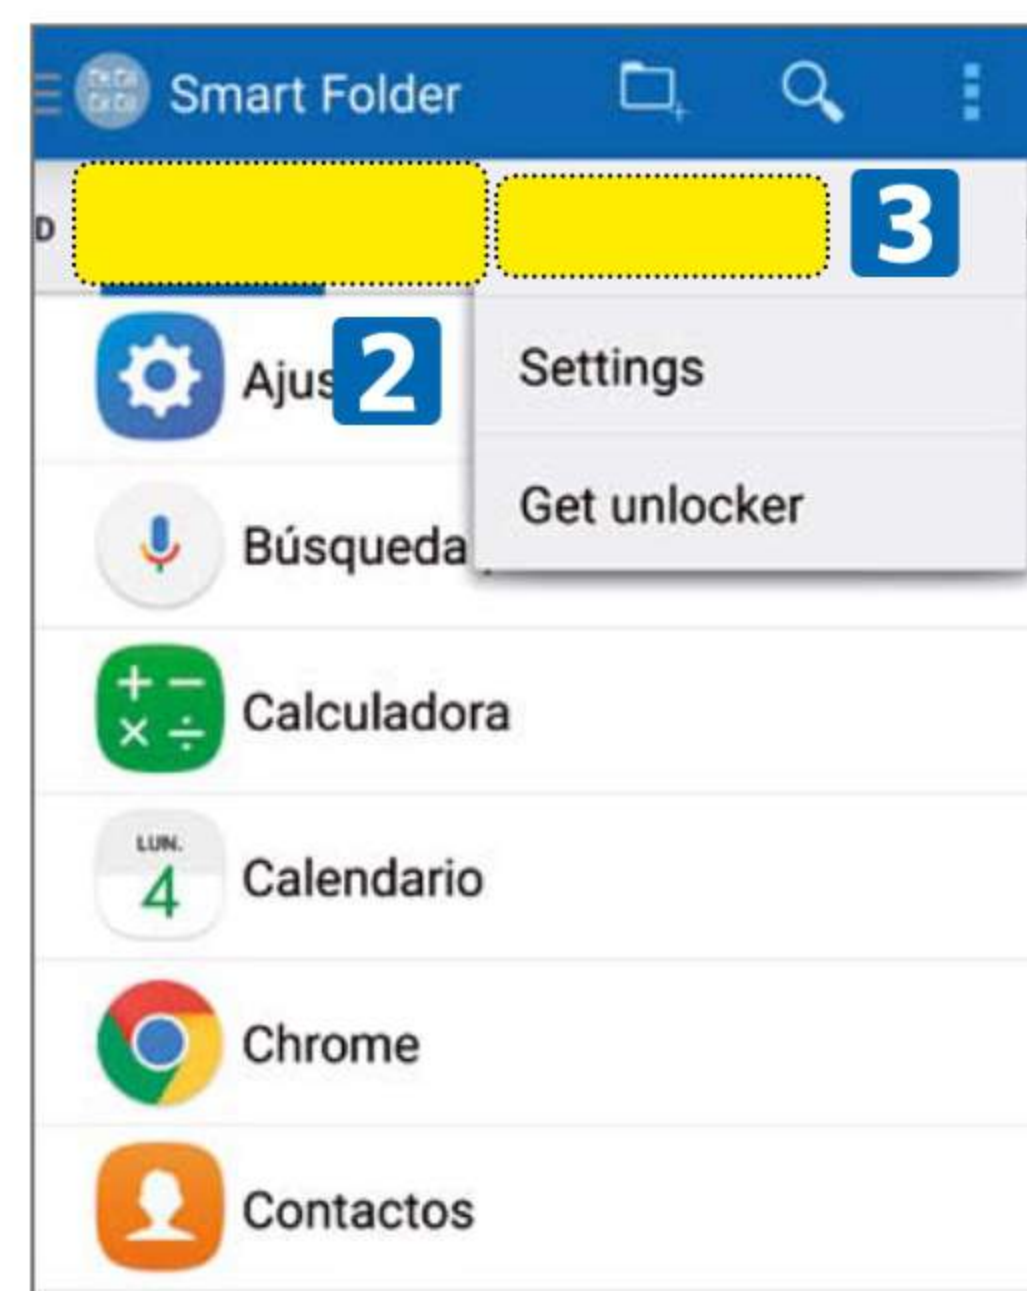 Smart Folder
D
3
2
Ajus
Settings
Búsqueda
Get unlocker
Calculadora
LUN.
4
Calendario
Chrome
Contactos